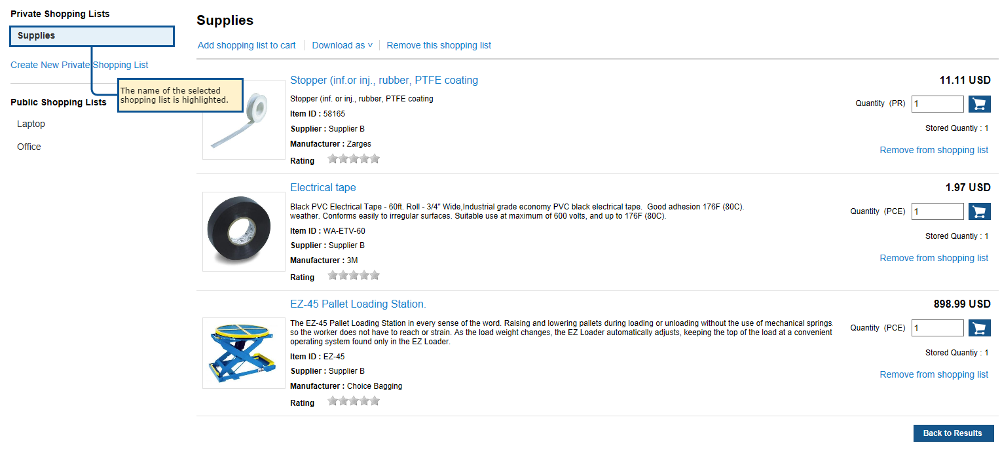 Private Shopping Lists
Supplies
Create New Private Shopping List
The name of the selected
shopping list is highlighted.
Public Shopping Lists
Laptop
Office
Supplies
Add shopping list to cart
Download as v
Remove this shopping list
Stopper (inf.or inj., rubber, PTFE coating
11.11 USD
Stopper (inf. or inj., rubber, PTFE coating
Quantity (PR) 1
Item ID : 58165
Supplier : Supplier B
Stored Quantiy : 1
Manufacturer : Zarges
Remove from shopping list
Rating
Electrical tape
1.97 USD
Black PVC Electrical Tape - 60ft. Roll - 3/4" Wide,Industrial grade economy PVC black electrical tape.  Good adhesion 176F (80C).
weather. Conforms easily to irregular surfaces. Suitable use at maximum of 600 volts, and up to 176F (80C).
Quantity (PCE) 1
Item ID : WA-ETV-60
Stored Quantiy : 1
Supplier : Supplier B
Manufacturer : 3M
Remove from shopping list
Rating
EZ-45 Pallet Loading Station.
898.99 USD
The EZ-45 Pallet Loading Station in every sense of the word. Raising and lowering pallets during loading or unloading without the use of mechanical springs
so the worker does not have to reach or strain. As the load weight changes, the EZ Loader automatically adjusts, keeping the top of the load at a convenient
operating system found only in the EZ Loader.
Quantity (PCE) 1
Item ID : EZ-45
Stored Quantiy : 1
Supplier : Supplier B
Manufacturer : Choice Bagging
Remove from shopping list
Rating
Back to Results